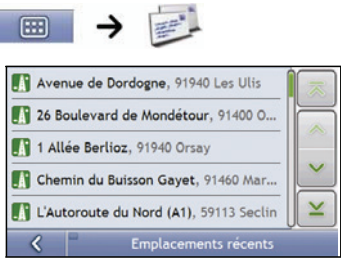 Avenue de Dordogne, 91940 Les Ulis
26 Boulevard de Mondétour, 91400 O...
1 Allée Berlioz, 91940 Orsay
Chemin du Buisson Gayet, 91460 Mar...
L'Autoroute du Nord (A1), 59113 Seclin
Emplacements récents